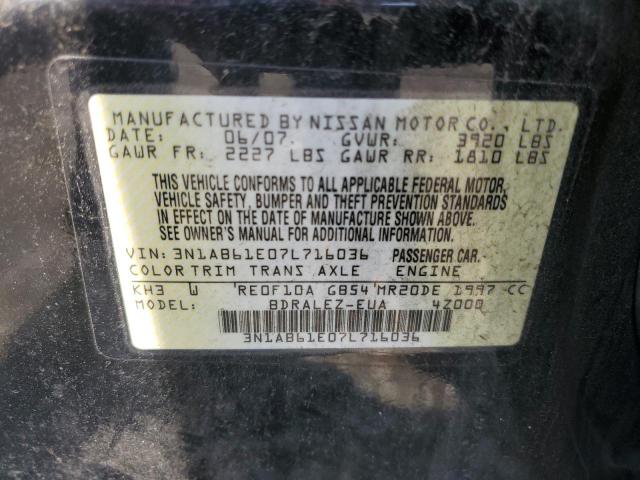 MANUFACTURED BY NISSAN MOTOR CO., LTD.
DATE: 06/07. GVWR: 3920 LBS
GAWR FR: 2227 LBS GAWR RR: 1810 LBS
THIS VEHICLE CONFORMS TO ALL APPLICABLE FEDERAL MOTOR
VEHICLE SAFETY, BUMPER AND THEFT PREVENTION STANDARDS
IN EFFECT ON THE DATE OF MANUFACTURE SHOWN ABOVE.
SEE OWNER'S MANUAL FOR ADDITIONAL INFORMATION.
VIN: 3N1AB61E07L716036 PASSENGER CAR.
COLOR TRIM TRANS AXLE ENGINE
KH3 W RE0F10A GB54 MR20DE 1997 CC
BDRALEZ-EUA 4Z000
3N1AB61E07L716036